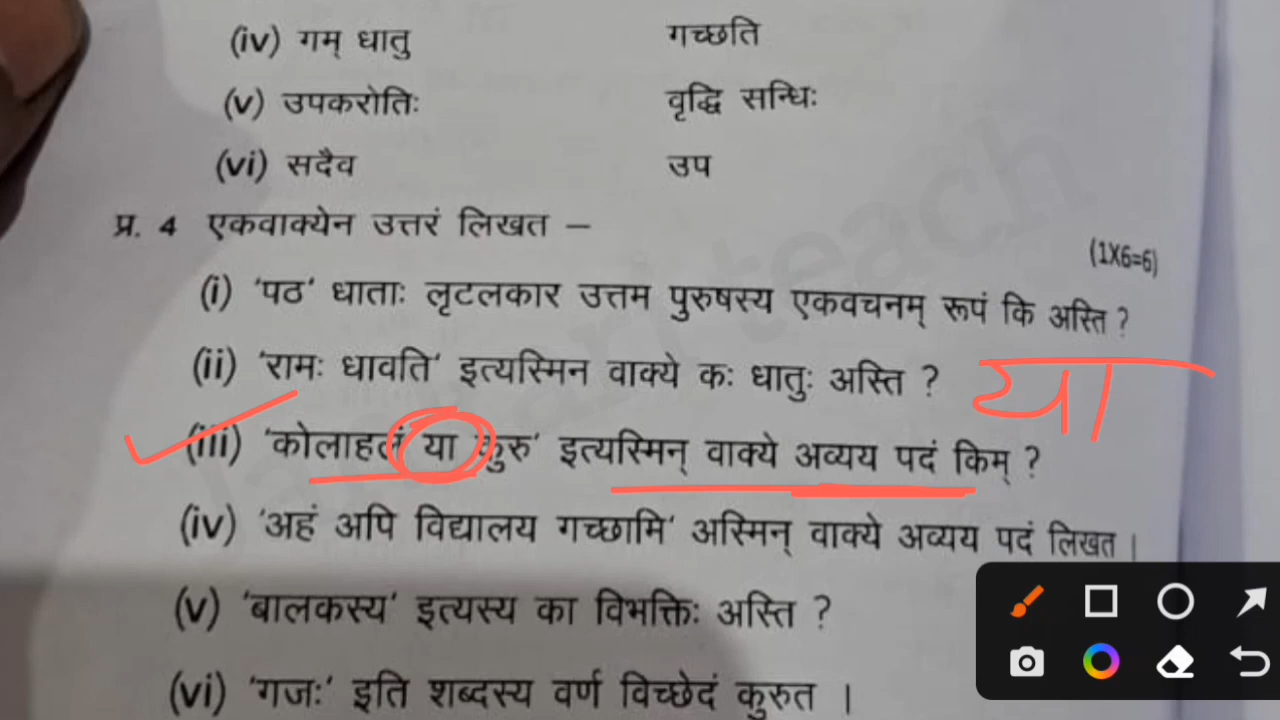 (iv) गम् धातु गच्छति
(v) उपकरोतिः वृद्धि सन्धिः
(vi) सदैव उप
प्र. 4 एकवाक्येन उत्तरं लिखत –
(1X6=6)
(i) 'पठ' धाताः लृटलकार उत्तम पुरुषस्य एकवचनम् रूपं कि अस्ति ?
(ii) 'रामः धावति' इत्यस्मिन वाक्ये कः धातुः अस्ति ?
या
(iii) 'कोलाहलं या कुरु' इत्यस्मिन् वाक्ये अव्यय पदं किम् ?
(iv) 'अहं अपि विद्यालय गच्छामि' अस्मिन् वाक्ये अव्यय पदं लिखत ।
(v) 'बालकस्य' इत्यस्य का विभक्तिः अस्ति ?
(vi) 'गजः' इति शब्दस्य वर्ण विच्छेदं कुरुत ।